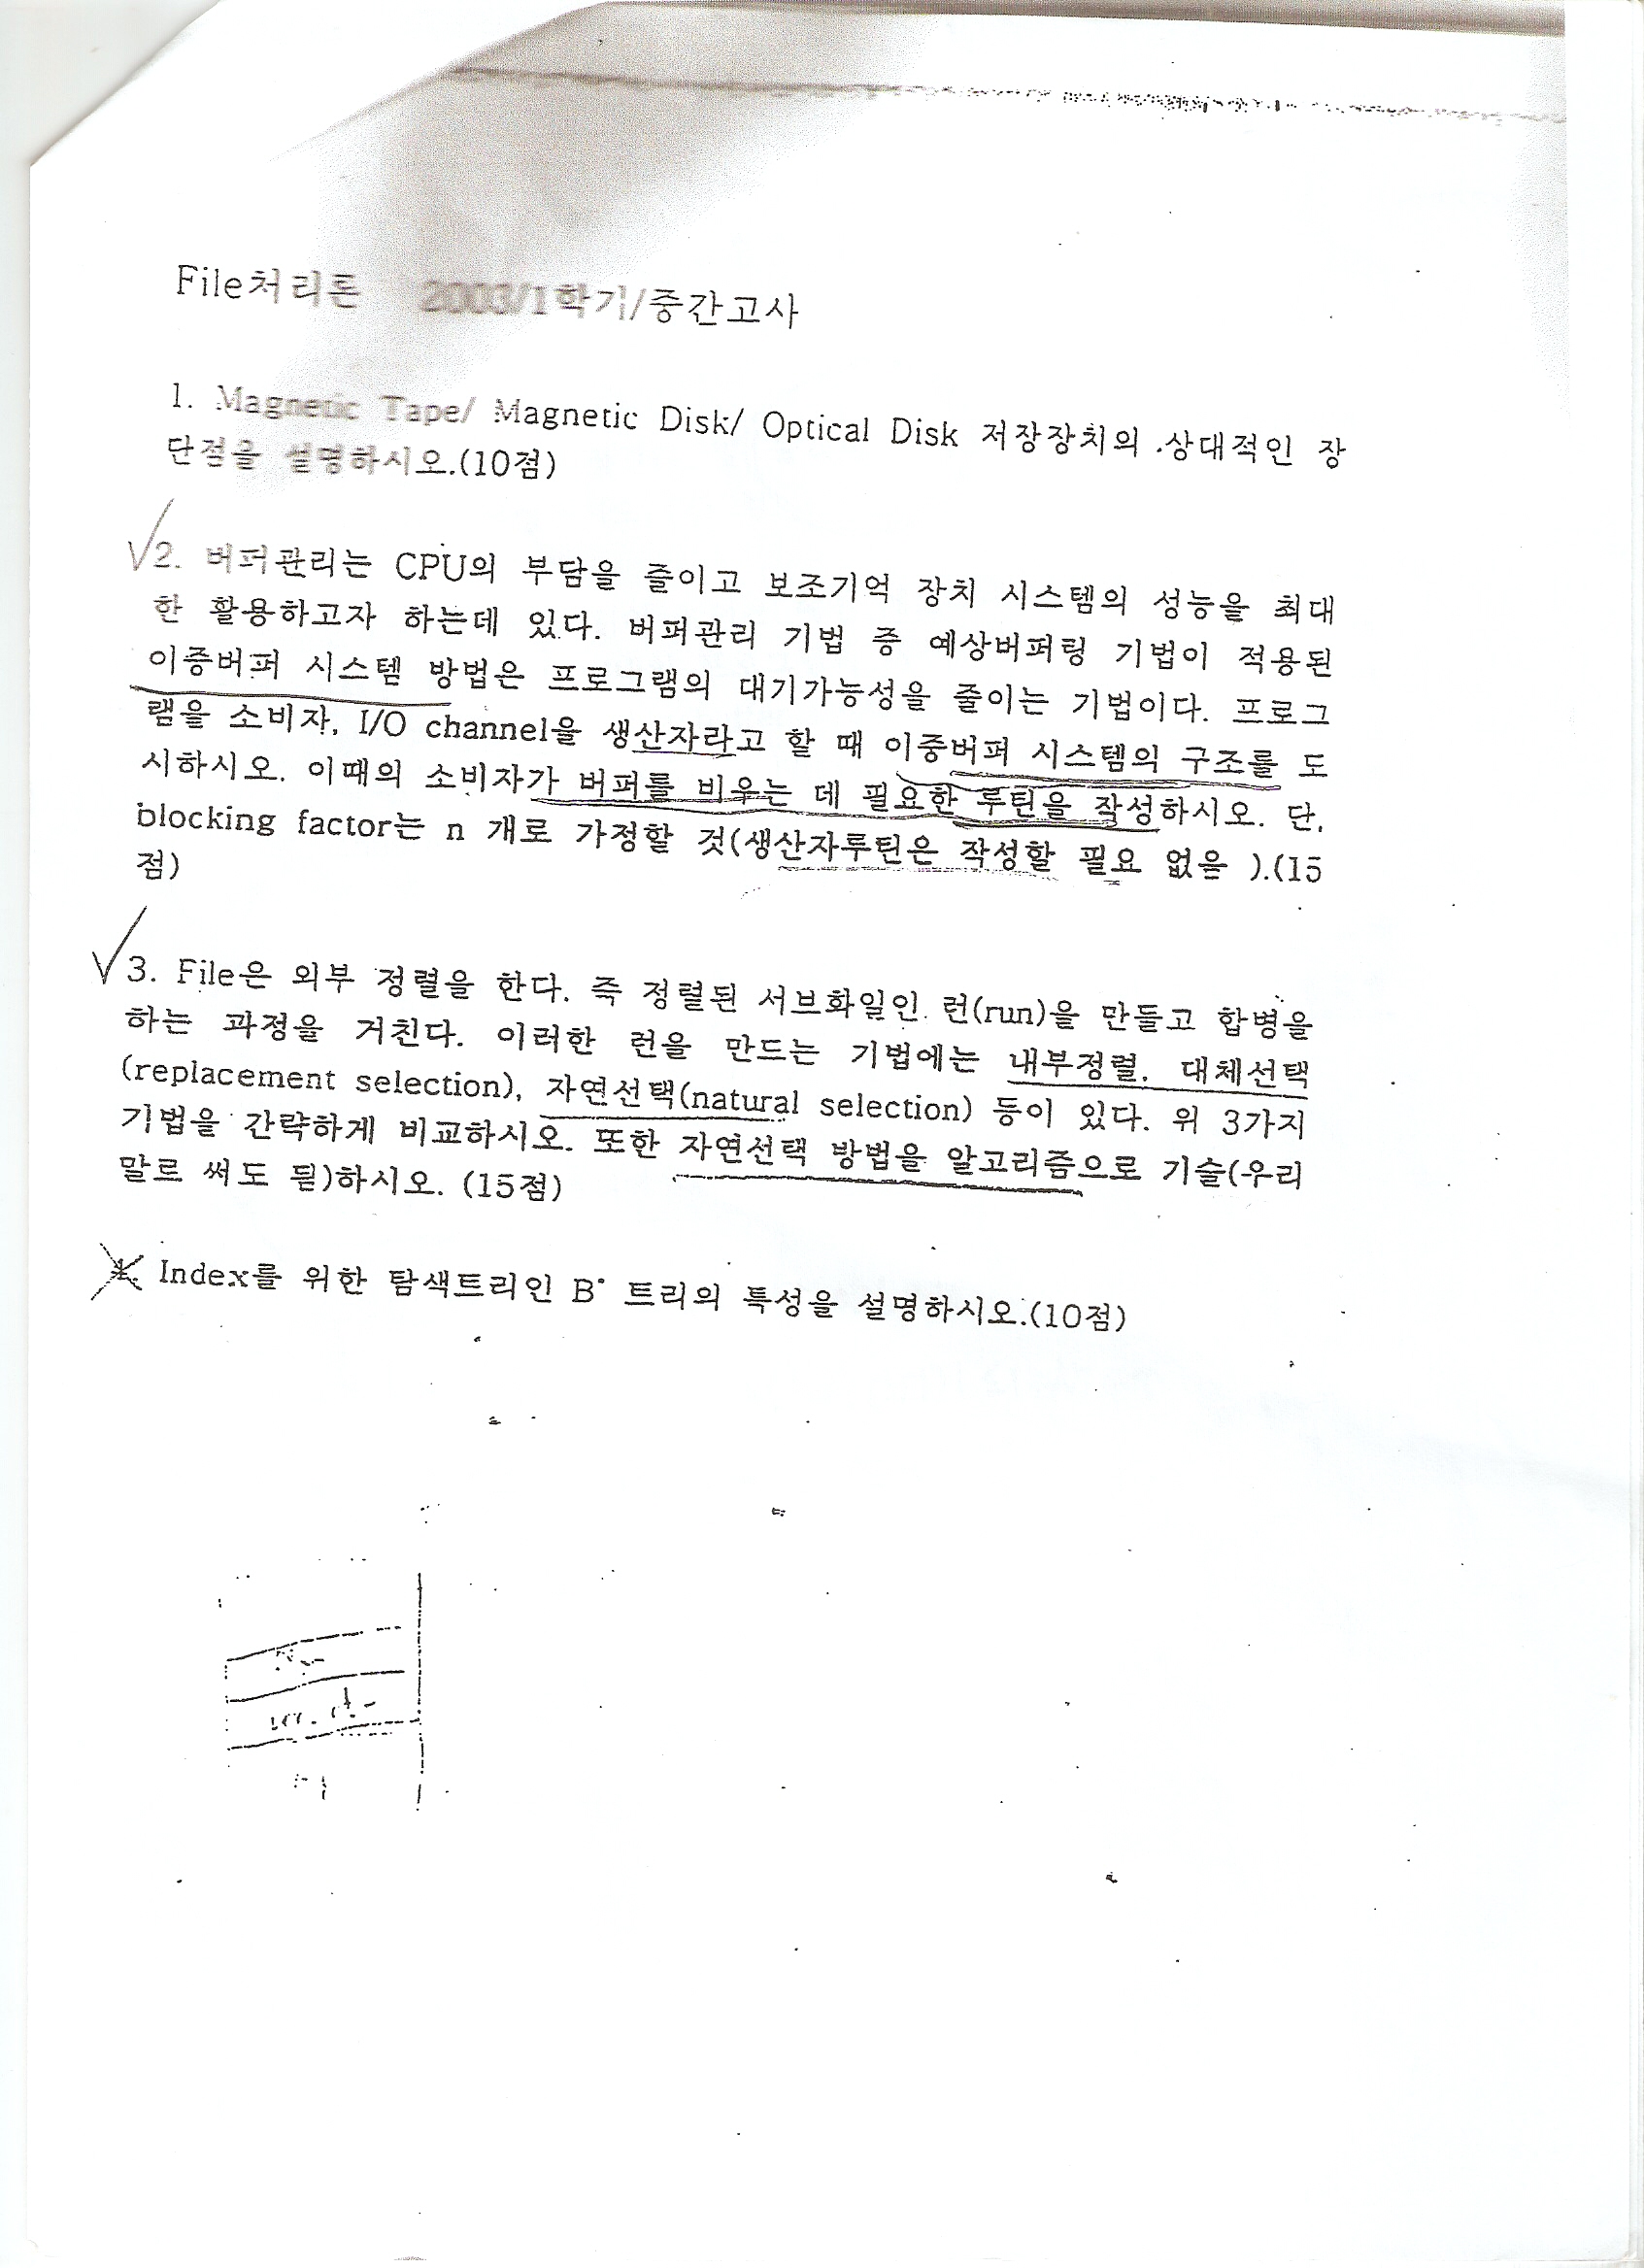 File처리론 2003/1학기/중간고사
1. Magnetic Tape/ Magnetic Disk/ Optical Disk 저장장치의 상대적인 장
단점을 설명하시오.(10점)
2. 버퍼관리는 CPU의 부담을 줄이고 보조기억 장치 시스템의 성능을 최대
한 활용하고자 하는데 있다. 버퍼관리 기법 중 예상버퍼링 기법이 적용된
이중버퍼 시스템 방법은 프로그램의 대기가능성을 줄이는 기법이다. 프로그
램을 소비자, I/O channel을 생산자라고 할 때 이중버퍼 시스템의 구조를 도
시하시오. 이때의 소비자가 버퍼를 비우는 데 필요한 루틴을 작성하시오. 단,
blocking factor는 n 개로 가정할 것(생산자루틴은 작성할 필요 없음 ).(15
점)
3. File은 외부 정렬을 한다. 즉 정렬된 서브화일인 런(run)을 만들고 합병을
하는 과정을 거친다. 이러한 런을 만드는 기법에는 내부정렬, 대체선택
(replacement selection), 자연선택(natural selection) 등이 있다. 위 3가지
기법을 간략하게 비교하시오. 또한 자연선택 방법을 알고리즘으로 기술(우리
말로 써도 됨)하시오. (15점)
4. Index를 위한 탐색트리인 B* 트리의 특성을 설명하시오.(10점)